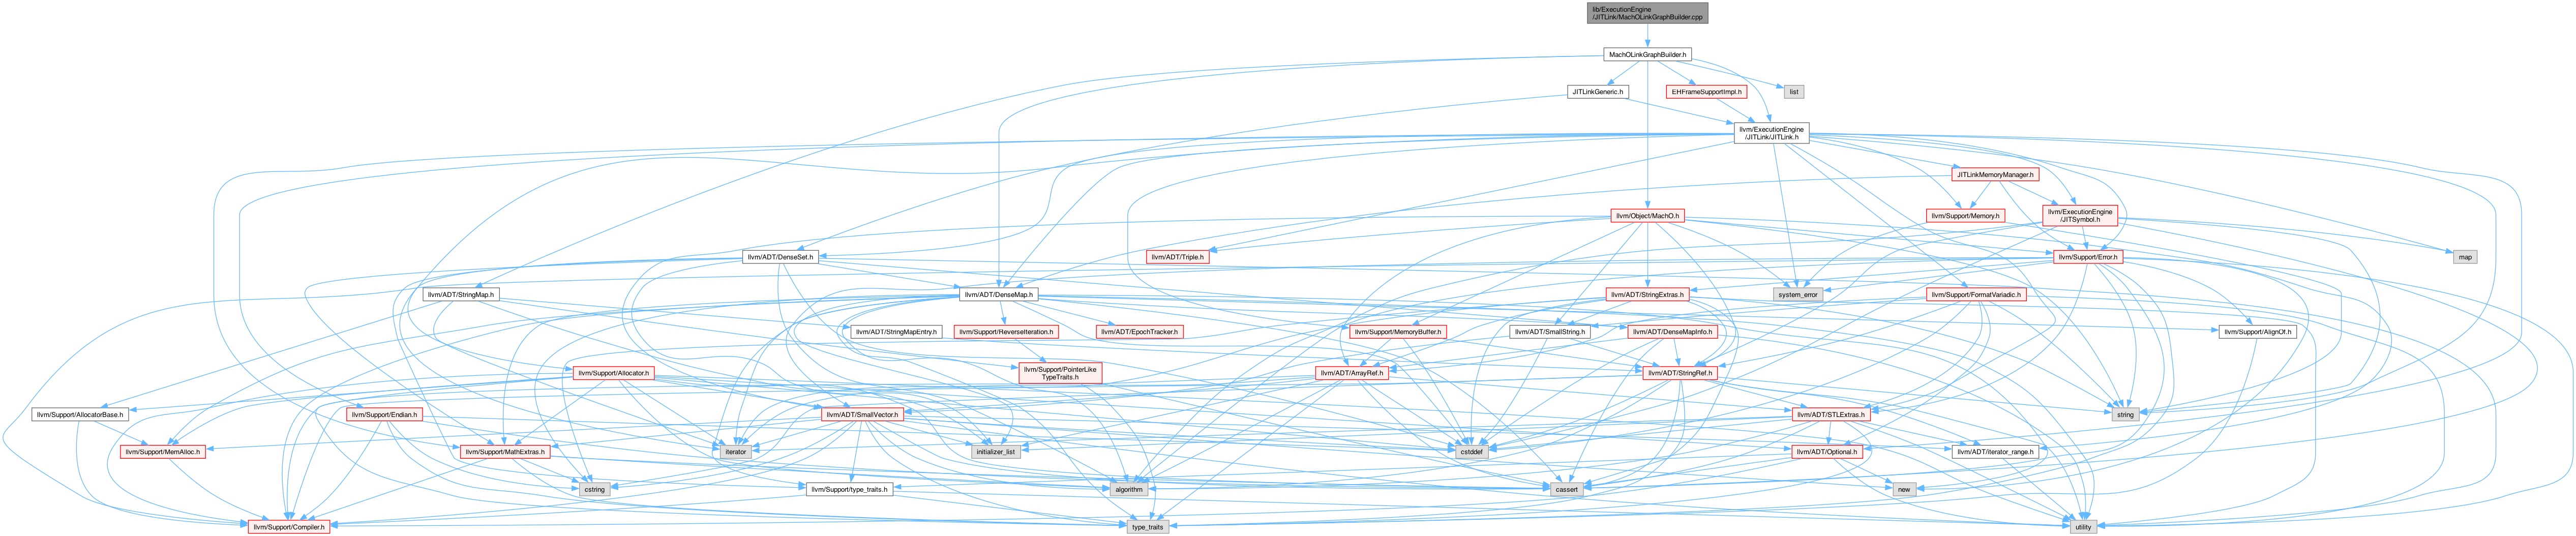 lib/ExecutionEngine
/JITLink/MachOLinkGraphBuilder.cpp
MachOLinkGraphBuilder.h
JITLinkGeneric.h
EHFrameSupportImpl.h
list
llvm/ExecutionEngine
/JITLink/JITLink.h
JITLinkMemoryManager.h
llvm/Object/MachO.h
llvm/Support/Memory.h
llvm/ExecutionEngine
/JITSymbol.h
llvm/ADT/DenseSet.h
llvm/ADT/Triple.h
llvm/Support/Error.h
map
llvm/ADT/StringMap.h
llvm/ADT/DenseMap.h
llvm/ADT/StringExtras.h
system_error
llvm/Support/FormatVariadic.h
llvm/ADT/StringMapEntry.h
llvm/Support/ReverseIteration.h
llvm/ADT/EpochTracker.h
llvm/Support/MemoryBuffer.h
llvm/ADT/SmallString.h
llvm/ADT/DenseMapInfo.h
llvm/Support/AlignOf.h
llvm/Support/Allocator.h
llvm/Support/PointerLike
TypeTraits.h
llvm/ADT/ArrayRef.h
llvm/ADT/StringRef.h
llvm/Support/AllocatorBase.h
llvm/Support/Endian.h
llvm/ADT/SmallVector.h
llvm/ADT/STLExtras.h
string
llvm/Support/MemAlloc.h
llvm/Support/MathExtras.h
iterator
initializer_list
cstddef
llvm/ADT/Optional.h
llvm/ADT/iterator_range.h
cstring
llvm/Support/type_traits.h
algorithm
cassert
new
llvm/Support/Compiler.h
type_traits
utility